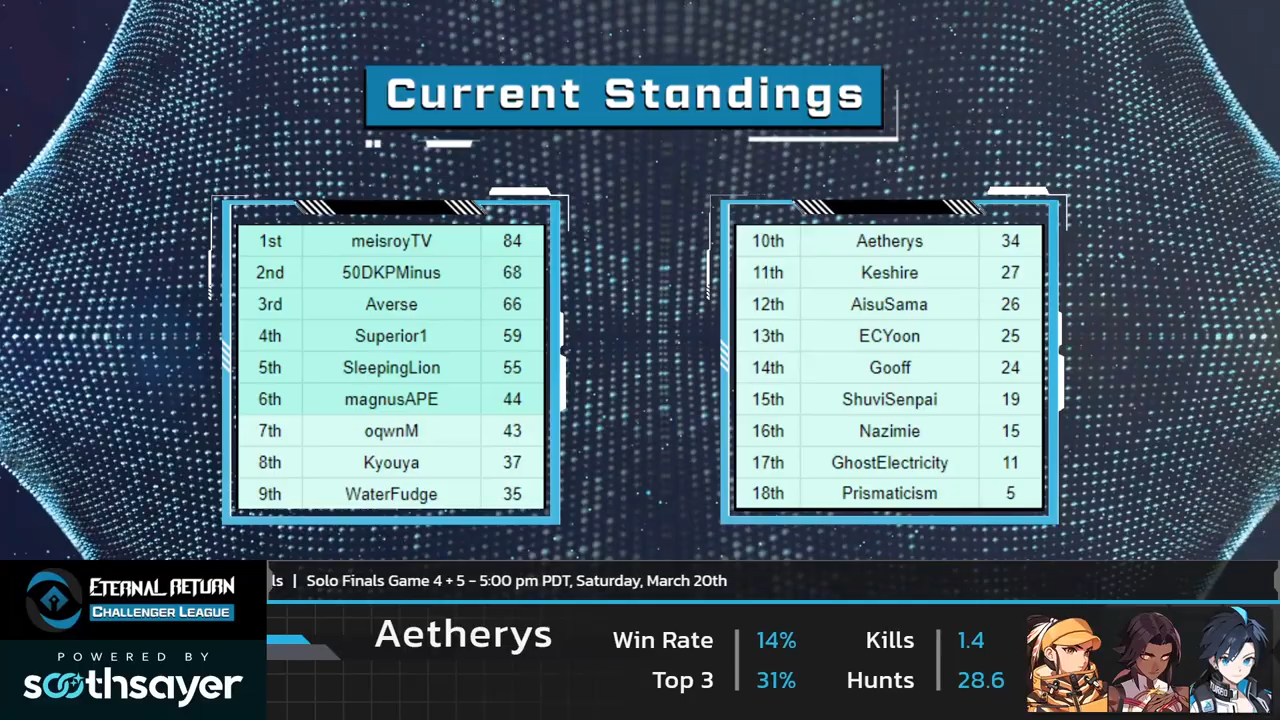 Current Standings
1st meisroyTV 84
2nd 50DKPMinus 68
3rd Averse 66
4th Superior1 59
5th SleepingLion 55
6th magnusAPE 44
7th oqwnM 43
8th Kyouya 37
9th WaterFudge 35
10th Aetherys 34
11th Keshire 27
12th AisuSama 26
13th ECYoon 25
14th Gooff 24
15th ShuviSenpai 19
16th Nazimie 15
17th GhostElectricity 11
18th Prismaticism 5
ETERNAL RETURN
CHALLENGER LEAGUE
POWERED BY
soothsayer
ls | Solo Finals Game 4 + 5 - 5:00 pm PDT, Saturday, March 20th
Aetherys
Win Rate 14% Kills 1.4
Top 3 31% Hunts 28.6